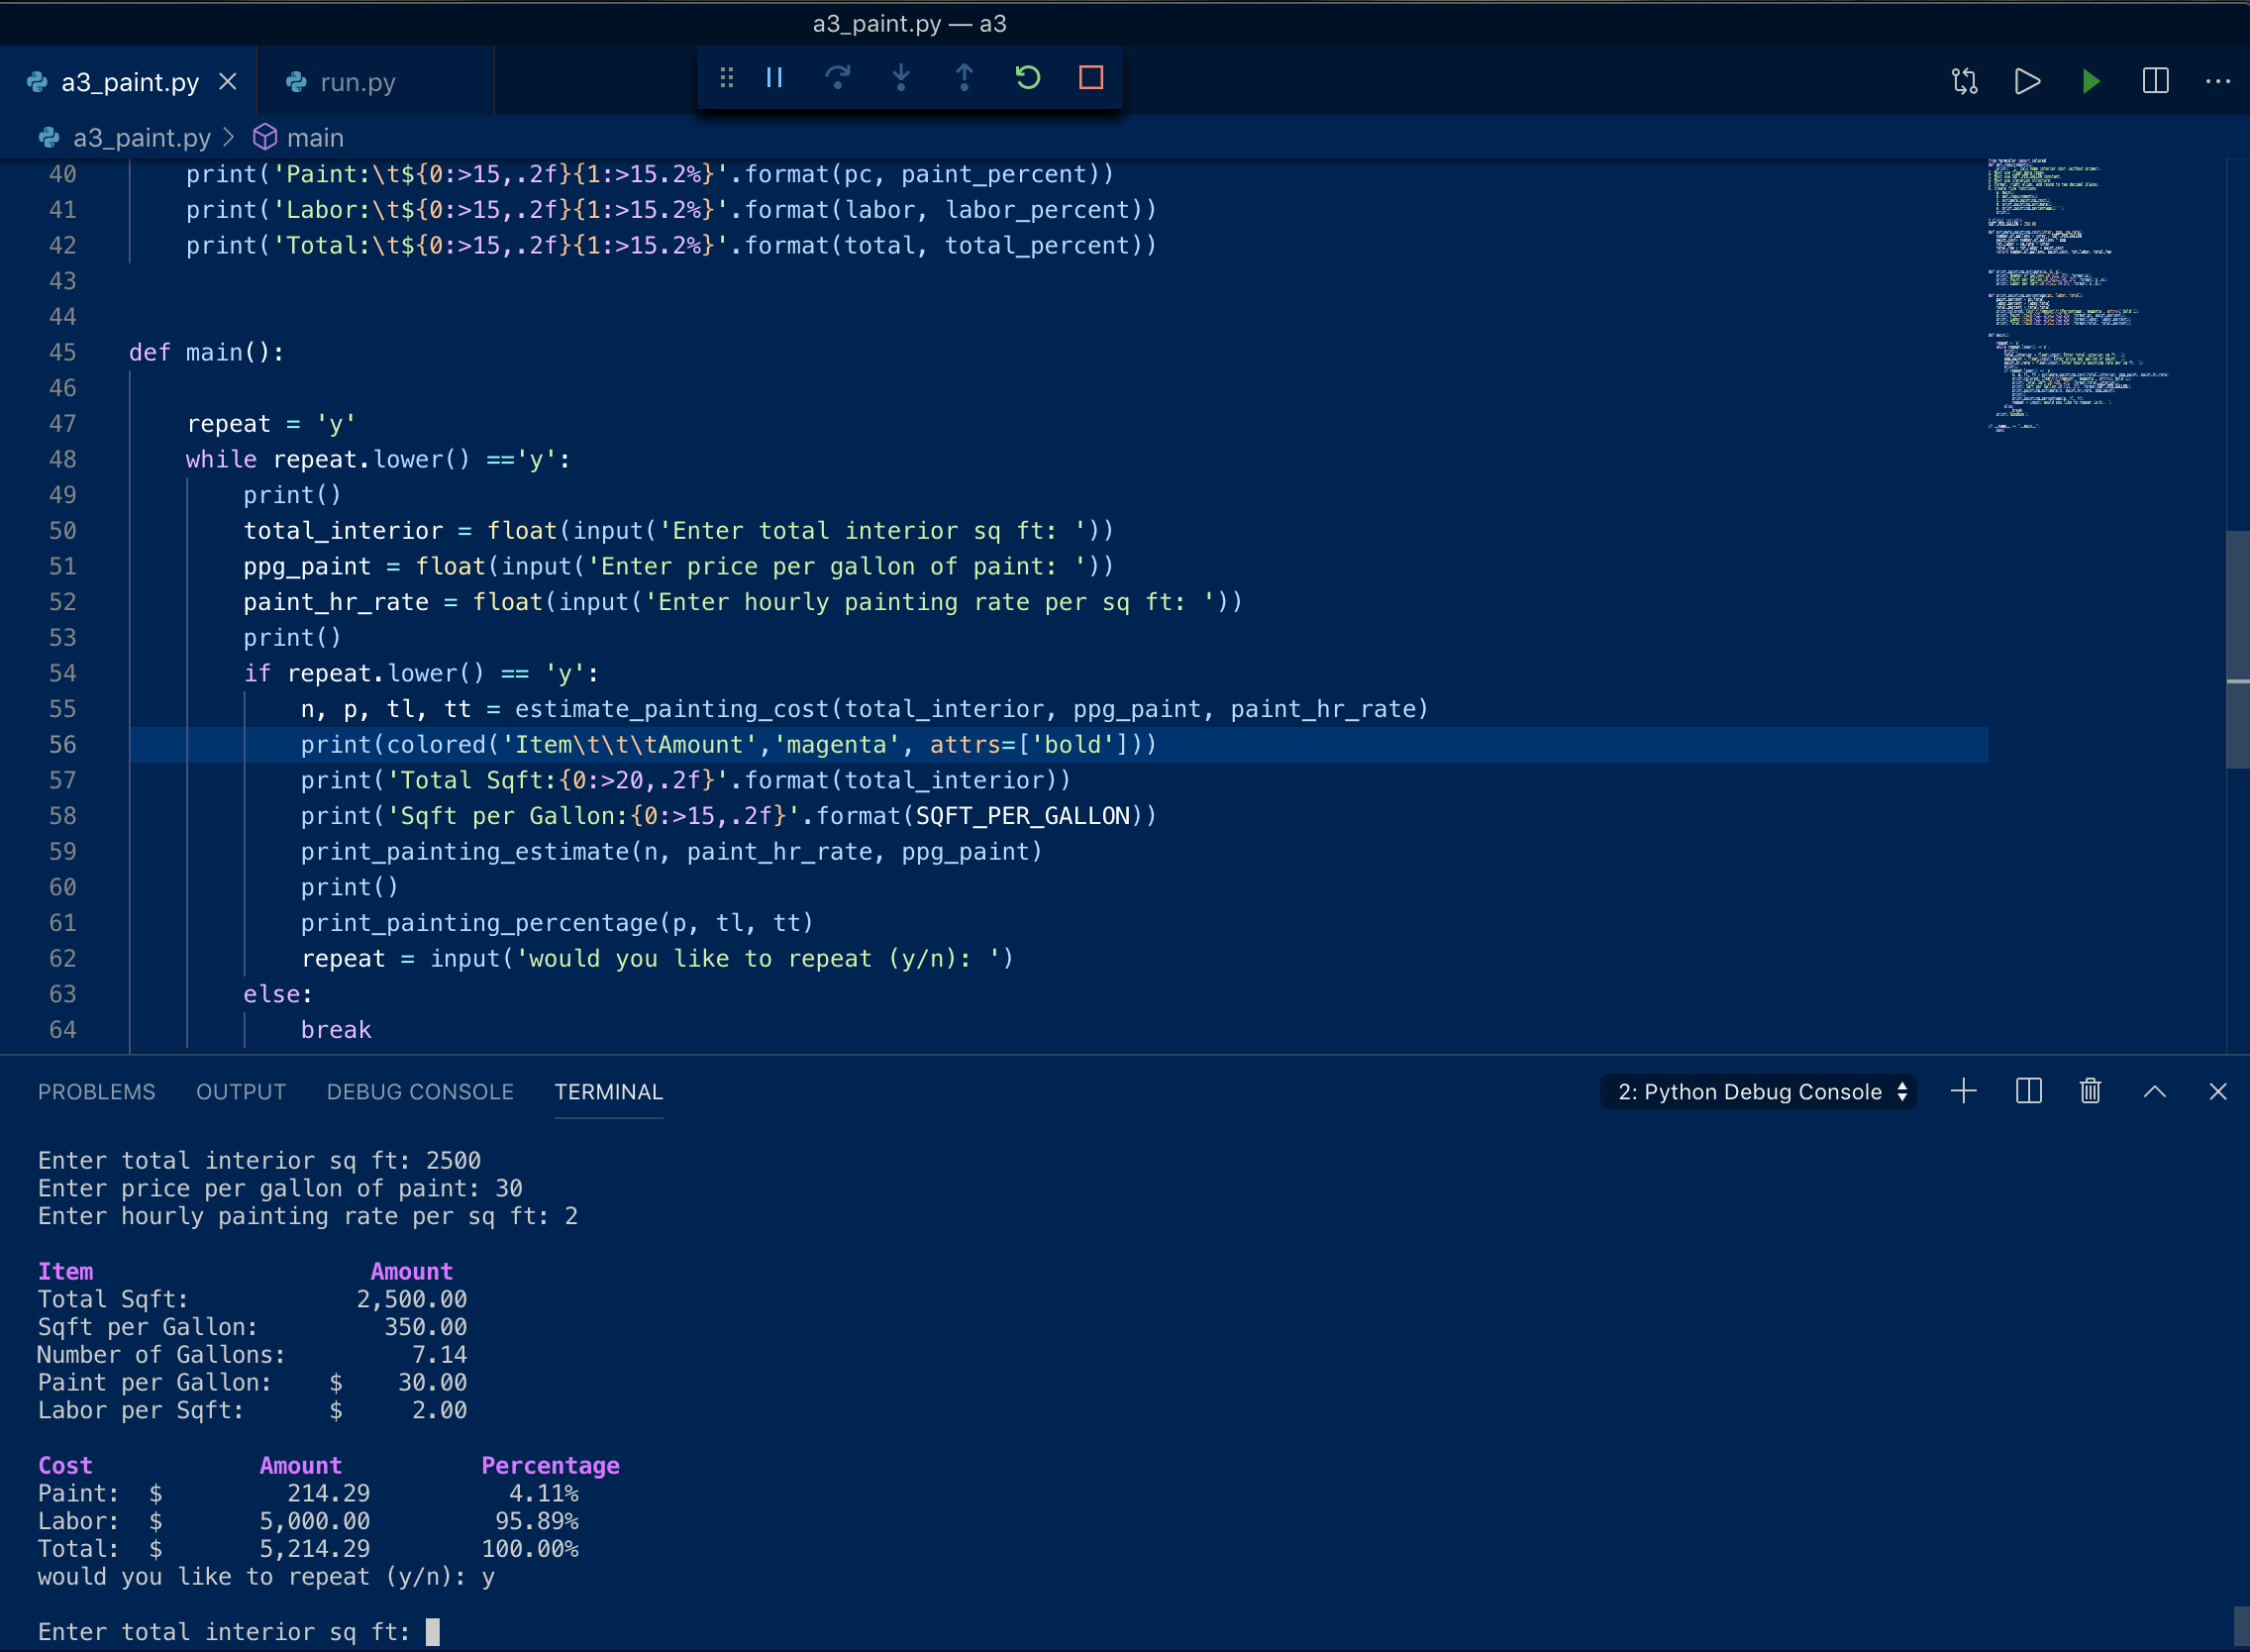 a3_paint.py — a3
a3_paint.py run.py
a3_paint.py > main
40 print('Paint:\t${0:>15,.2f}{1:>15.2%}'.format(pc, paint_percent))
41 print('Labor:\t${0:>15,.2f}{1:>15.2%}'.format(labor, labor_percent))
42 print('Total:\t${0:>15,.2f}{1:>15.2%}'.format(total, total_percent))
43
44
45 def main():
46
47 repeat = 'y'
48 while repeat.lower() =='y':
49 print()
50 total_interior = float(input('Enter total interior sq ft: '))
51 ppg_paint = float(input('Enter price per gallon of paint: '))
52 paint_hr_rate = float(input('Enter hourly painting rate per sq ft: '))
53 print()
54 if repeat.lower() == 'y':
55 n, p, tl, tt = estimate_painting_cost(total_interior, ppg_paint, paint_hr_rate)
56 print(colored('Item\t\t\tAmount','magenta', attrs=['bold']))
57 print('Total Sqft:{0:>20,.2f}'.format(total_interior))
58 print('Sqft per Gallon:{0:>15,.2f}'.format(SQFT_PER_GALLON))
59 print_painting_estimate(n, paint_hr_rate, ppg_paint)
60 print()
61 print_painting_percentage(p, tl, tt)
62 repeat = input('would you like to repeat (y/n): ')
63 else:
64 break
PROBLEMS OUTPUT DEBUG CONSOLE TERMINAL 2: Python Debug Console
Enter total interior sq ft: 2500
Enter price per gallon of paint: 30
Enter hourly painting rate per sq ft: 2
Item Amount
Total Sqft: 2,500.00
Sqft per Gallon: 350.00
Number of Gallons: 7.14
Paint per Gallon: $ 30.00
Labor per Sqft: $ 2.00
Cost Amount Percentage
Paint: $ 214.29 4.11%
Labor: $ 5,000.00 95.89%
Total: $ 5,214.29 100.00%
would you like to repeat (y/n): y
Enter total interior sq ft: